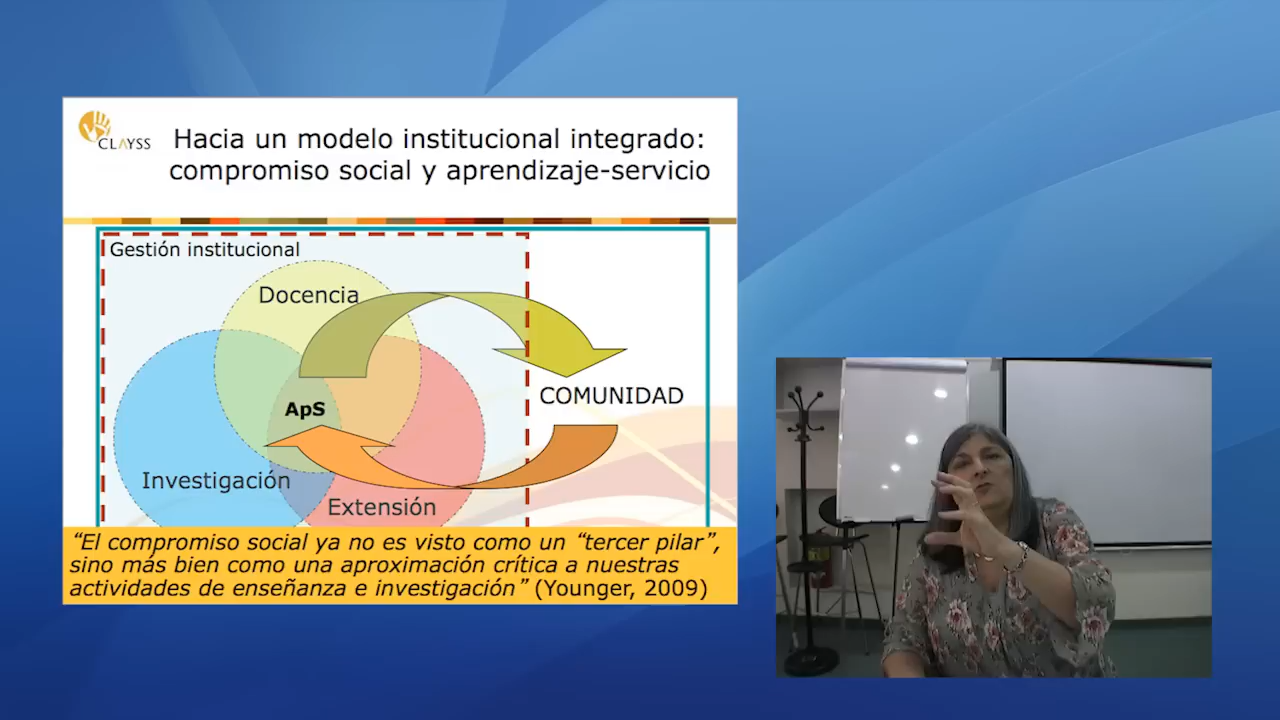 CLAYSS
Hacia un modelo institucional integrado:
compromiso social y aprendizaje-servicio
Gestión institucional
Docencia
COMUNIDAD
ApS
Investigación
Extensión
“El compromiso social ya no es visto como un “tercer pilar”,
sino más bien como una aproximación crítica a nuestras
actividades de enseñanza e investigación” (Younger, 2009)